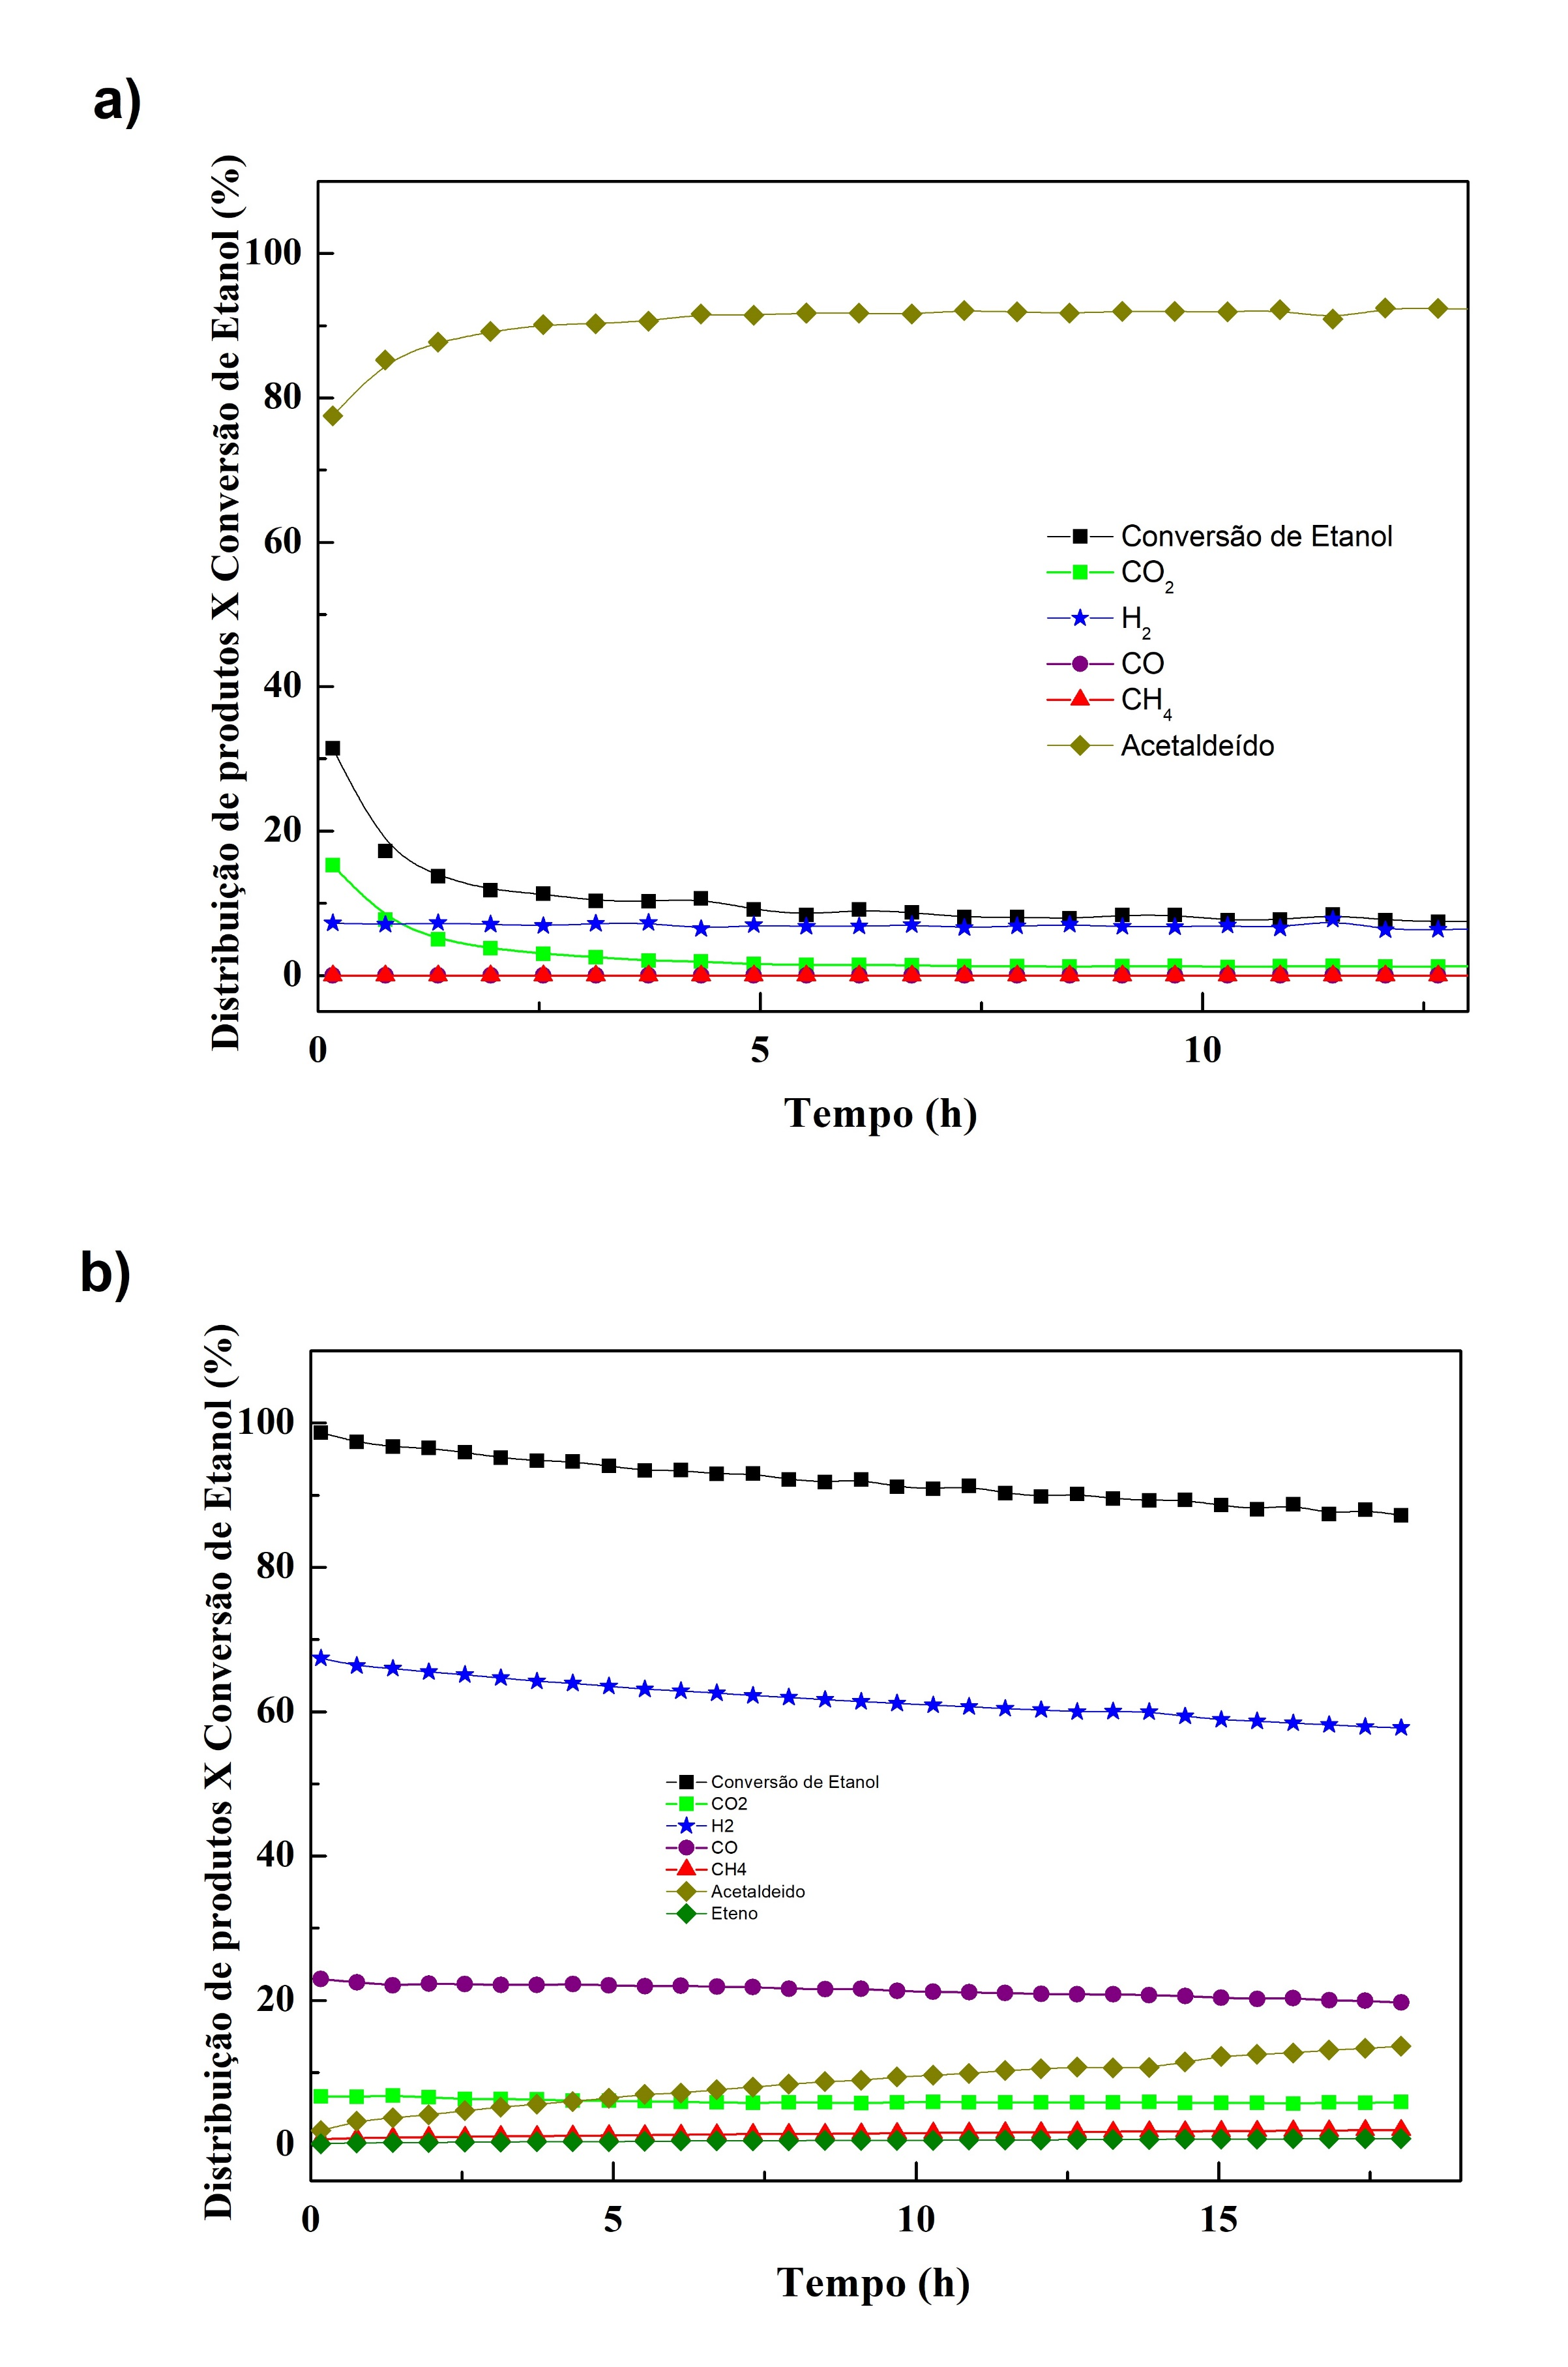 a)
Distribuição de produtos X Conversão de Etanol (%)
100
80
60
40
20
0
Conversão de Etanol
CO2
H2
CO
CH4
Acetaldeído
0 5 10
Tempo (h)
b)
Distribuição de produtos X Conversão de Etanol (%)
100
80
60
40
20
0
Conversão de Etanol
CO2
H2
CO
CH4
Acetaldeido
Eteno
0 5 10 15
Tempo (h)